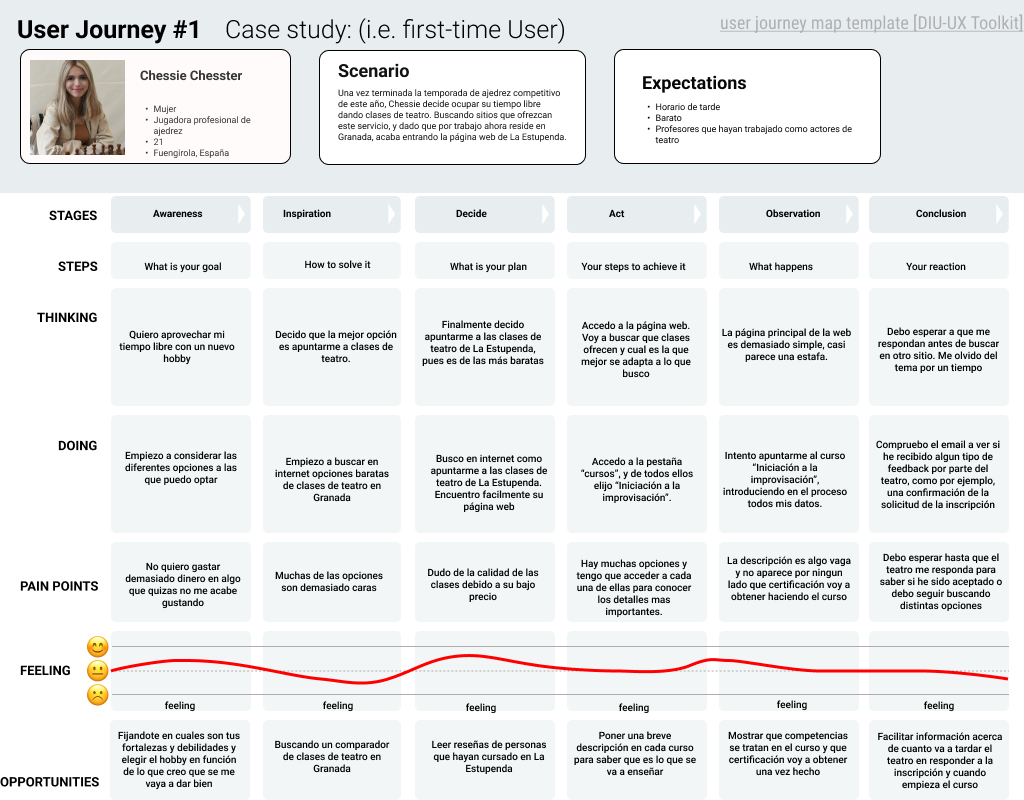 User Journey #1 Case study: (i.e. first-time User)
user journey map template [DIU-UX Toolkit]
Chessie Chesster
• Mujer
• Jugadora profesional de
ajedrez
• 21
• Fuengirola, España
Scenario
Una vez terminada la temporada de ajedrez competitivo
de este año, Chessie decide ocupar su tiempo libre
dando clases de teatro. Buscando sitios que ofrezcan
este servicio, y dado que por trabajo ahora reside en
Granada, acaba entrando la página web de La Estupenda.
Expectations
• Horario de tarde
• Barato
• Profesores que hayan trabajado como actores de
teatro
STAGES
Awareness
Inspiration
Decide
Act
Observation
Conclusion
STEPS
What is your goal
How to solve it
What is your plan
Your steps to achieve it
What happens
Your reaction
THINKING
Quiero aprovechar mi
tiempo libre con un nuevo
hobby
Decido que la mejor opción
es apuntarme a clases de
teatro.
Finalmente decido
apuntarme a las clases de
teatro de La Estupenda,
pues es de las más baratas
Accedo a la página web.
Voy a buscar que clases
ofrecen y cual es la que
mejor se adapta a lo que
busco
La página principal de la web
es demasiado simple, casi
parece una estafa.
Debo esperar a que me
respondan antes de buscar
en otro sitio. Me olvido del
tema por un tiempo
DOING
Empiezo a considerar las
diferentes opciones a las
que puedo optar
Empiezo a buscar en
internet opciones baratas
de clases de teatro en
Granada
Busco en internet como
apuntarme a las clases de
teatro de La Estupenda.
Encuentro facilmente su
página web
Accedo a la pestaña
“cursos”, y de todos ellos
elijo “Iniciación a la
improvisación”.
Intento apuntarme al curso
“Iniciación a la
improvisación”,
introduciendo en el proceso
todos mis datos.
Compruebo el email a ver si
he recibido algun tipo de
feedback por parte del
teatro, como por ejemplo,
una confirmación de la
solicitud de la inscripción
PAIN POINTS
No quiero gastar
demasiado dinero en algo
que quizas no me acabe
gustando
Muchas de las opciones
son demasiado caras
Dudo de la calidad de las
clases debido a su bajo
precio
Hay muchas opciones y
tengo que acceder a cada
una de ellas para conocer
los detalles mas
importantes.
La descripción es algo vaga
y no aparece por ningun
lado que certificación voy a
obtener haciendo el curso
Debo esperar hasta que el
teatro me responda para
saber si he sido aceptado o
debo seguir buscando
distintas opciones
FEELING
feeling
feeling
feeling
feeling
feeling
feeling
OPPORTUNITIES
Fijandote en cuales son tus
fortalezas y debilidades y
elegir el hobby en función
de lo que creo que se me
vaya a dar bien
Buscando un comparador
de clases de teatro en
Granada
Leer reseñas de personas
que hayan cursado en La
Estupenda
Poner una breve
descripción en cada curso
para saber que es lo que se
va a enseñar
Mostrar que competencias
se tratan en el curso y que
certificación voy a obtener
una vez hecho
Facilitar información acerca
de cuanto va a tardar el
teatro en responder a la
inscripción y cuando
empieza el curso